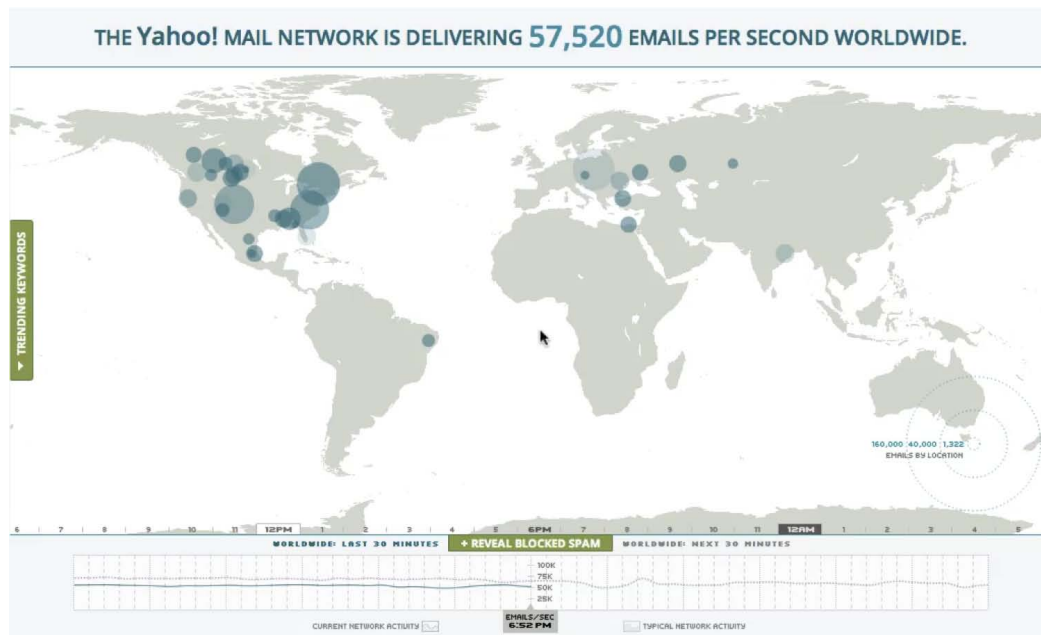 THE Yahoo! MAIL NETWORK IS DELIVERING 57,520 EMAILS PER SECOND WORLDWIDE.
TRENDING KEYWORDS
160,000 40,000 1,322
EMAILS BY LOCATION
6 7 8 9 10 11 12PM 1 2 3 4 5 6PM 7 8 9 10 11 12AM 1 2 3 4 5
WORLDWIDE: LAST 30 MINUTES + REVEAL BLOCKED SPAM WORLDWIDE: NEXT 30 MINUTES
100K
75K
50K
25K
EMAILS/SEC
6:52 PM
CURRENT NETWORK ACTIVITY
TYPICAL NETWORK ACTIVITY